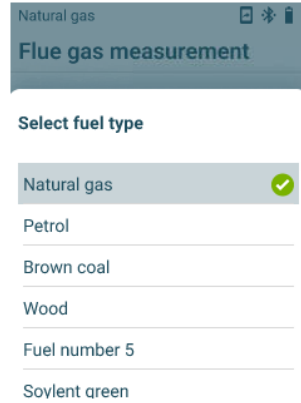 Natural gas
Flue gas measurement
Select fuel type
Natural gas
Petrol
Brown coal
Wood
Fuel number 5
Soylent green